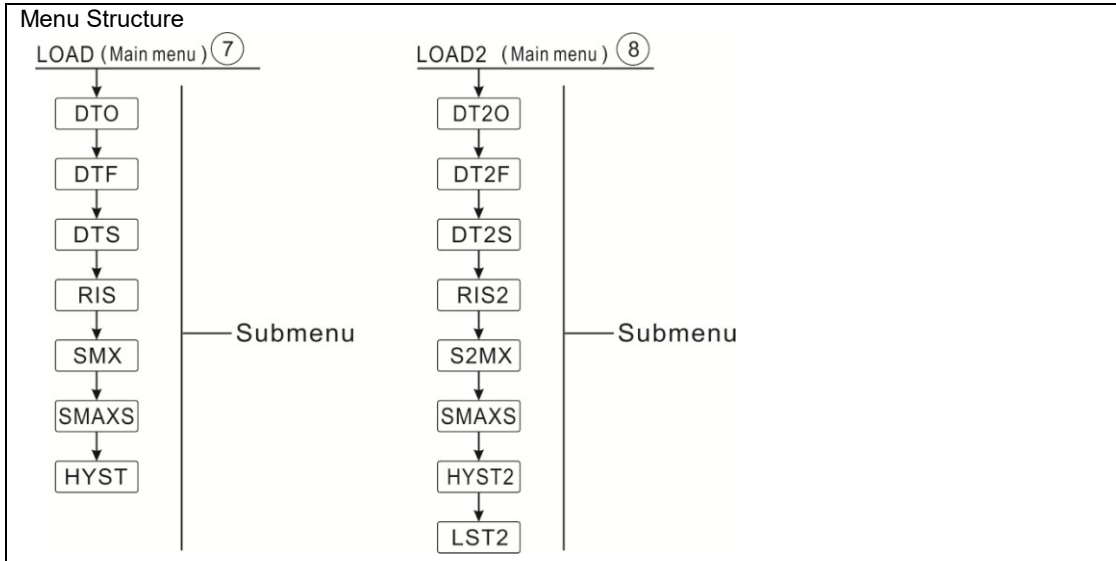 Menu Structure
LOAD (Main menu) 7
DTO
DTF
DTS
RIS
SMX
SMAXS
HYST
Submenu
LOAD2 (Main menu) 8
DT2O
DT2F
DT2S
RIS2
S2MX
SMAXS
HYST2
LST2
Submenu